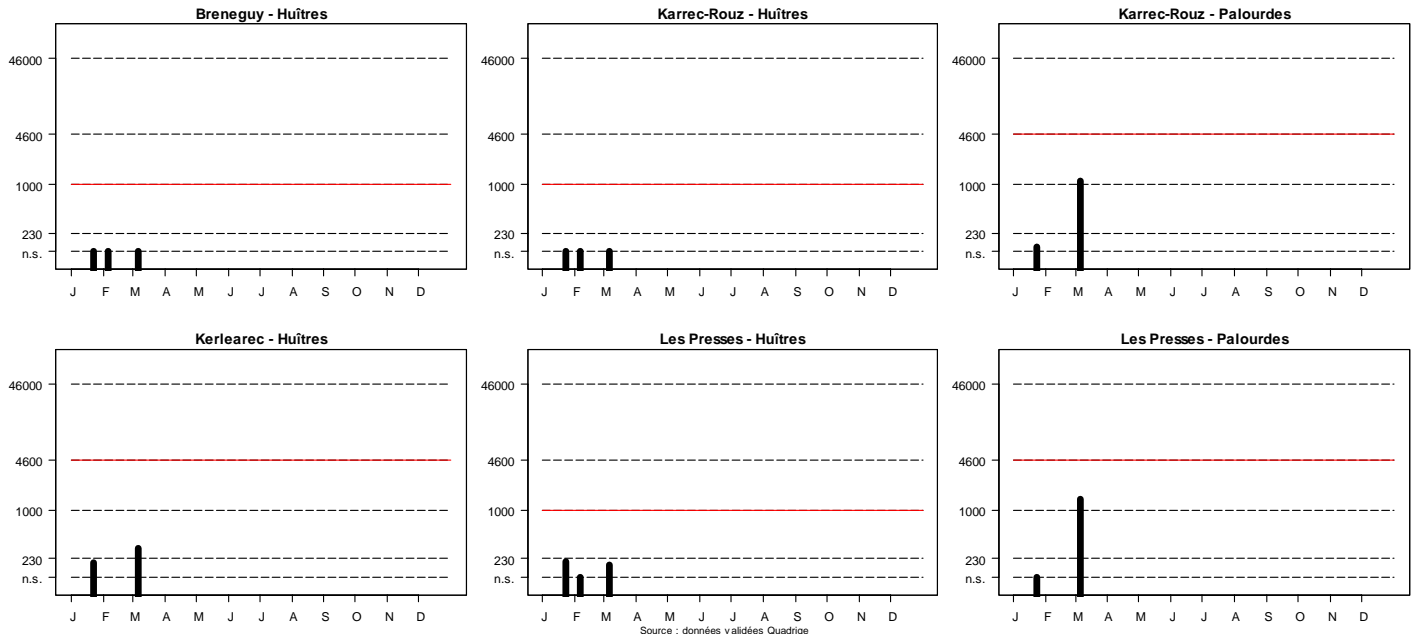 Breneguy - Huîtres
46000
4600
1000
230
n.s.
J F M A M J J A S O N D
Karrec-Rouz - Huîtres
46000
4600
1000
230
n.s.
J F M A M J J A S O N D
Karrec-Rouz - Palourdes
46000
4600
1000
230
n.s.
J F M A M J J A S O N D
Kerlearec - Huîtres
46000
4600
1000
230
n.s.
J F M A M J J A S O N D
Les Presses - Huîtres
46000
4600
1000
230
n.s.
J F M A M J J A S O N D
Les Presses - Palourdes
46000
4600
1000
230
n.s.
J F M A M J J A S O N D
Source : données validées Quadrige